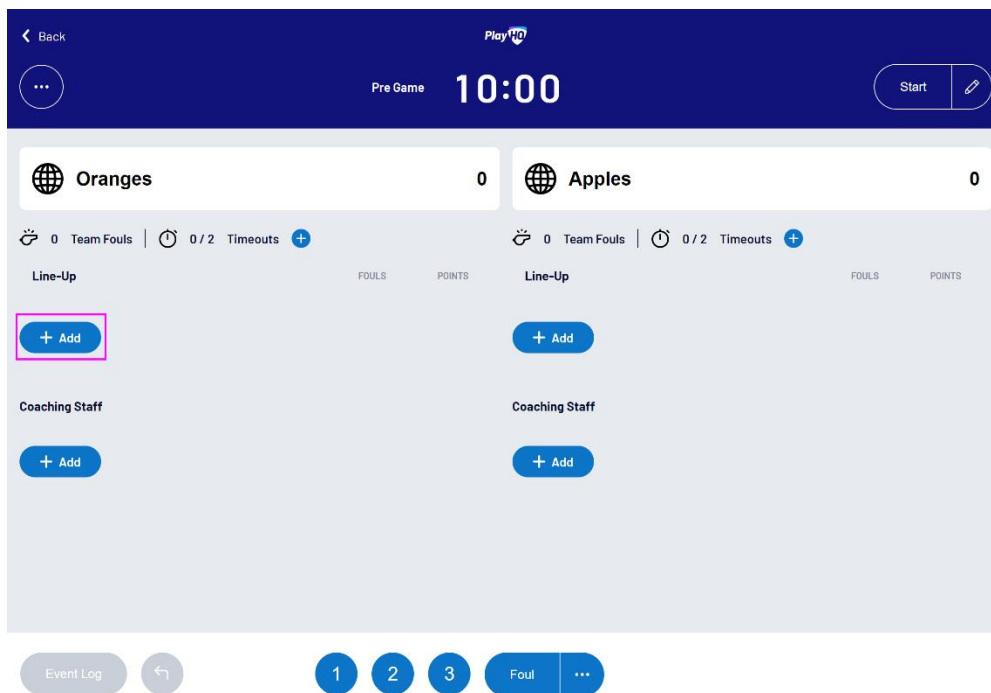 Back
PlayHQ
Pre Game 10:00
Start
Oranges 0
Apples 0
0 Team Fouls 0 / 2 Timeouts
0 Team Fouls 0 / 2 Timeouts
Line-Up FOULS POINTS
Line-Up FOULS POINTS
+ Add
+ Add
Coaching Staff
Coaching Staff
+ Add
+ Add
Event Log
1 2 3 Foul ...